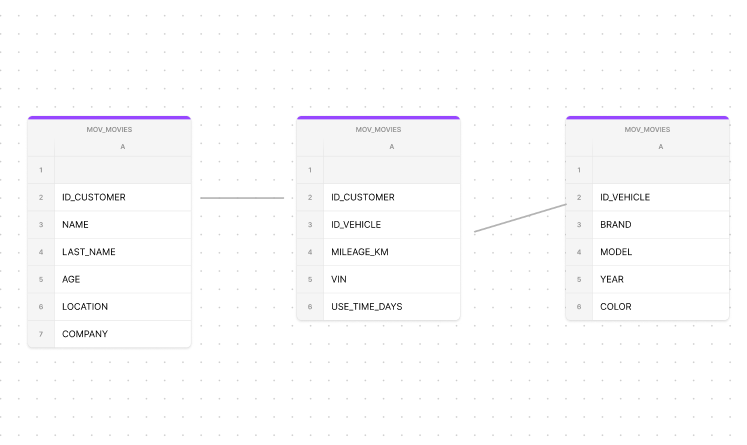 MOV_MOVIES
A
1
2 ID_CUSTOMER
3 NAME
4 LAST_NAME
5 AGE
6 LOCATION
7 COMPANY
MOV_MOVIES
A
1
2 ID_CUSTOMER
3 ID_VEHICLE
4 MILEAGE_KM
5 VIN
6 USE_TIME_DAYS
MOV_MOVIES
A
1
2 ID_VEHICLE
3 BRAND
4 MODEL
5 YEAR
6 COLOR